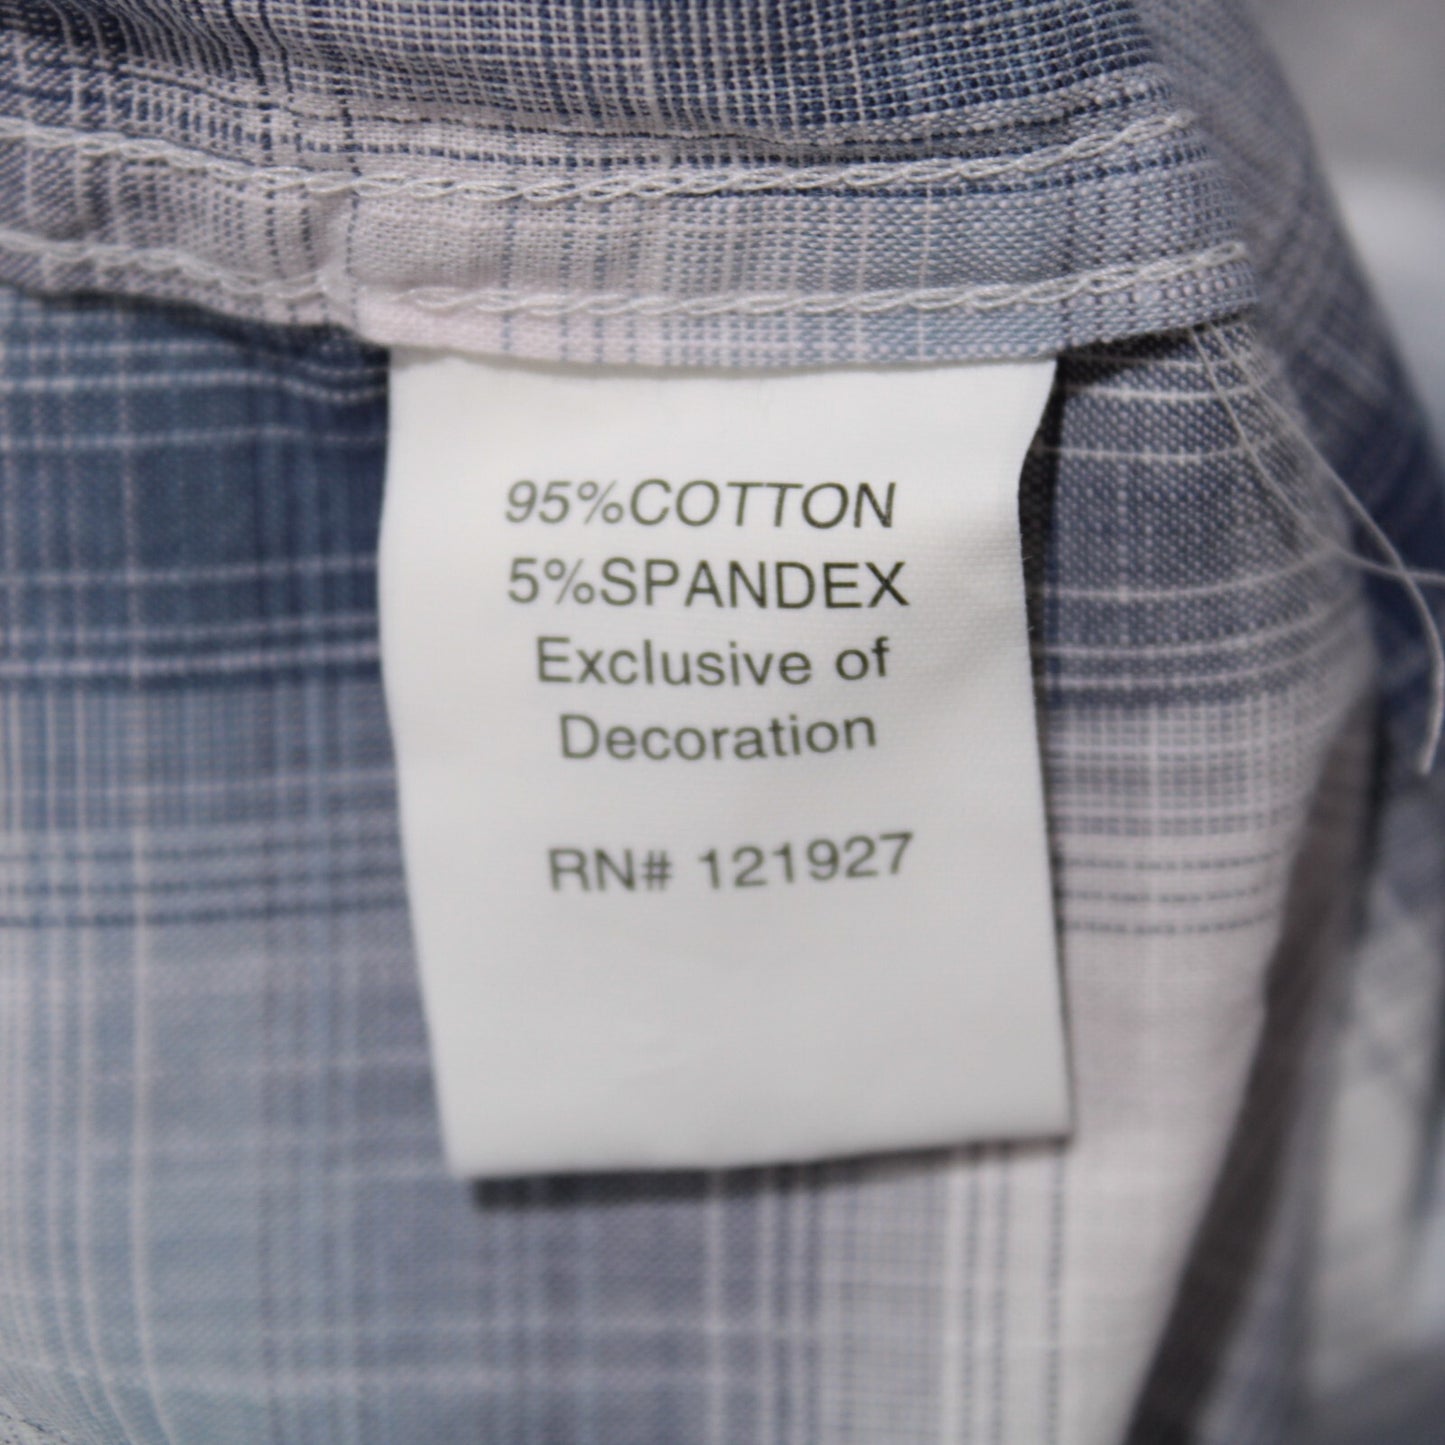 95%COTTON
5%SPANDEX
Exclusive of
Decoration
RN# 121927